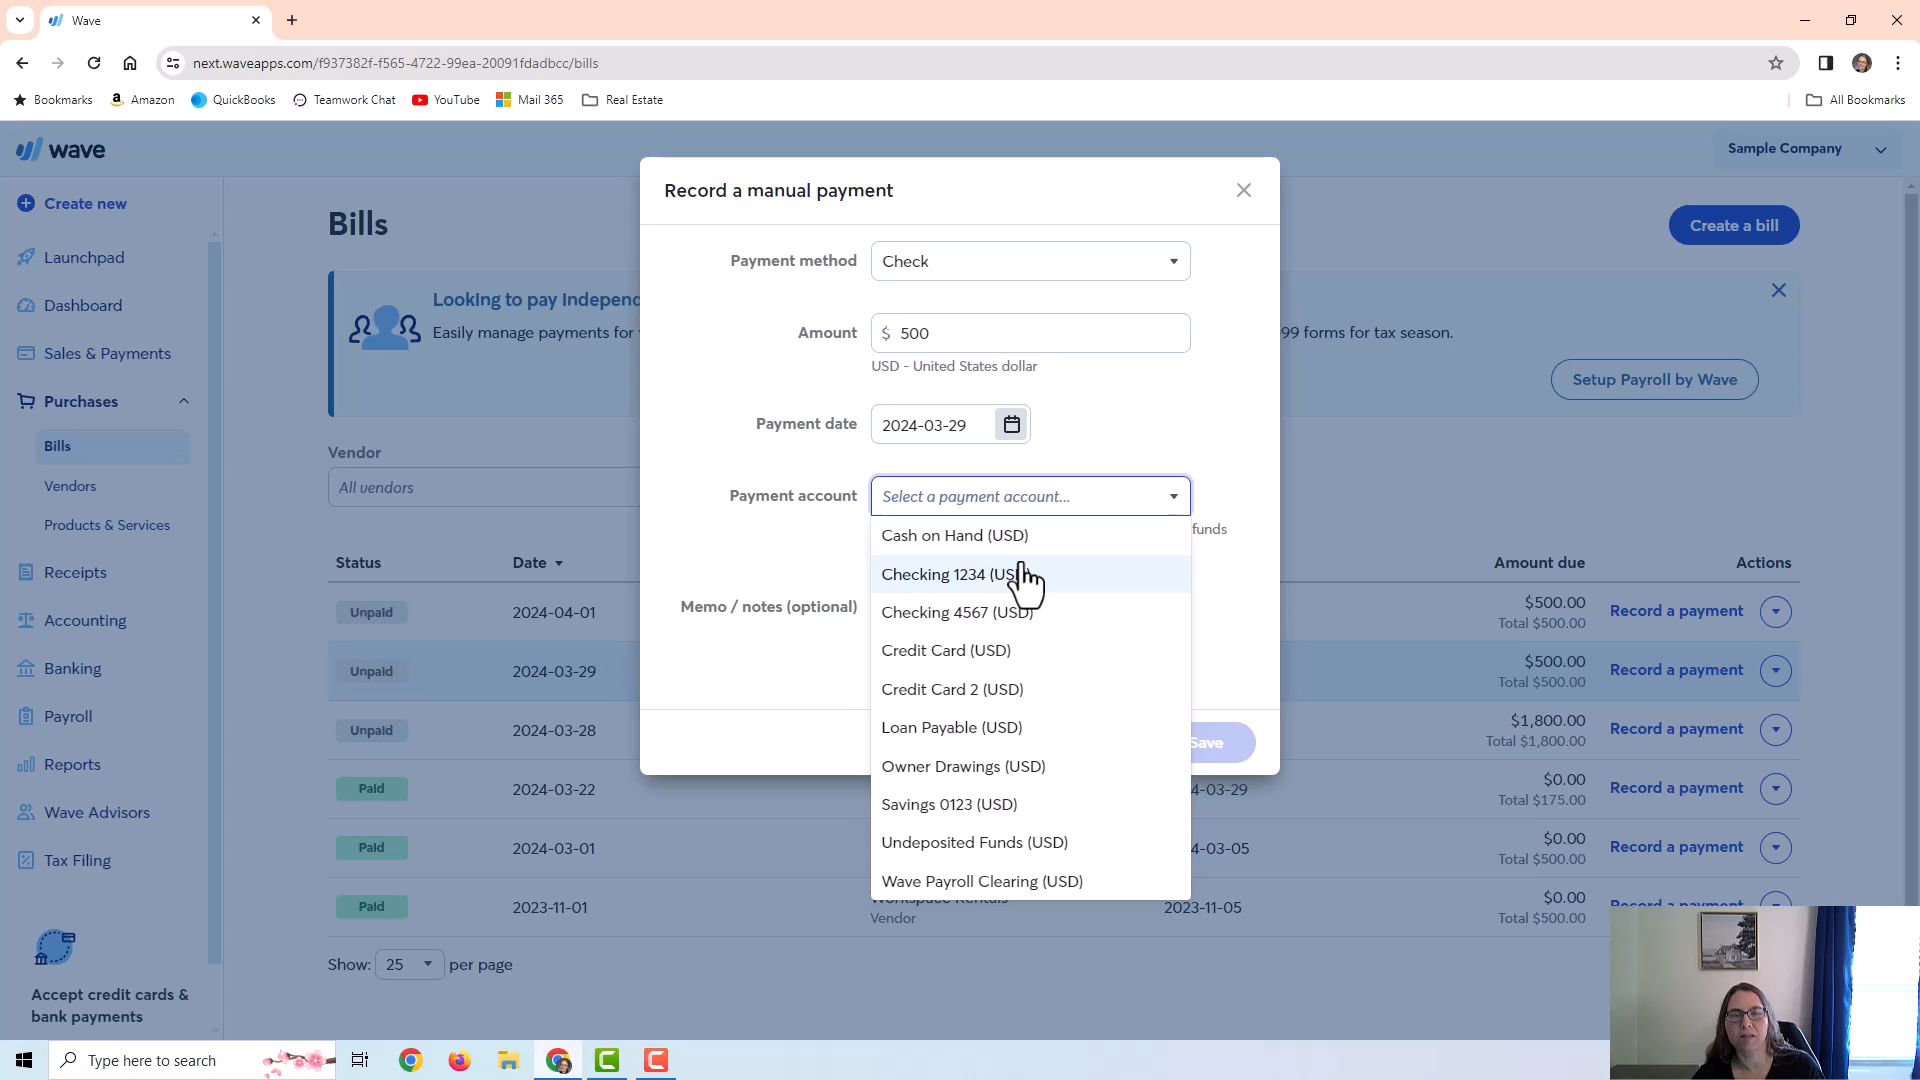 Wave
next.waveapps.com/f937382f-f565-4722-99ea-20091fdadbcc/bills
Bookmarks Amazon QuickBooks Teamwork Chat YouTube Mail 365 Real Estate All Bookmarks
wave
Sample Company
Create new
Launchpad
Dashboard
Sales & Payments
Purchases
Bills
Vendors
Products & Services
Receipts
Accounting
Banking
Payroll
Reports
Wave Advisors
Tax Filing
Accept credit cards &
bank payments
Bills
Create a bill
Looking to pay Indepen
Easily manage payments for
99 forms for tax season.
Setup Payroll by Wave
Vendor
All vendors
Status Date Amount due Actions
Unpaid 2024-04-01 $500.00 Record a payment
Total $500.00
Unpaid 2024-03-29 $500.00 Record a payment
Total $500.00
Unpaid 2024-03-28 $1,800.00 Record a payment
Total $1,800.00
Paid 2024-03-22 4-03-29 $0.00 Record a payment
Total $175.00
Paid 2024-03-01 4-03-05 $0.00 Record a payment
Total $500.00
Paid 2023-11-01 Workspace Rentals 2023-11-05 $0.00 Record a payment
Vendor Total $500.00
Show: 25 per page
Record a manual payment
Payment method Check
Amount $ 500
USD - United States dollar
Payment date 2024-03-29
Payment account Select a payment account...
funds
Memo / notes (optional)
Save
Cash on Hand (USD)
Checking 1234 (USD
Checking 4567 (USD)
Credit Card (USD)
Credit Card 2 (USD)
Loan Payable (USD)
Owner Drawings (USD)
Savings 0123 (USD)
Undeposited Funds (USD)
Wave Payroll Clearing (USD)
Type here to search